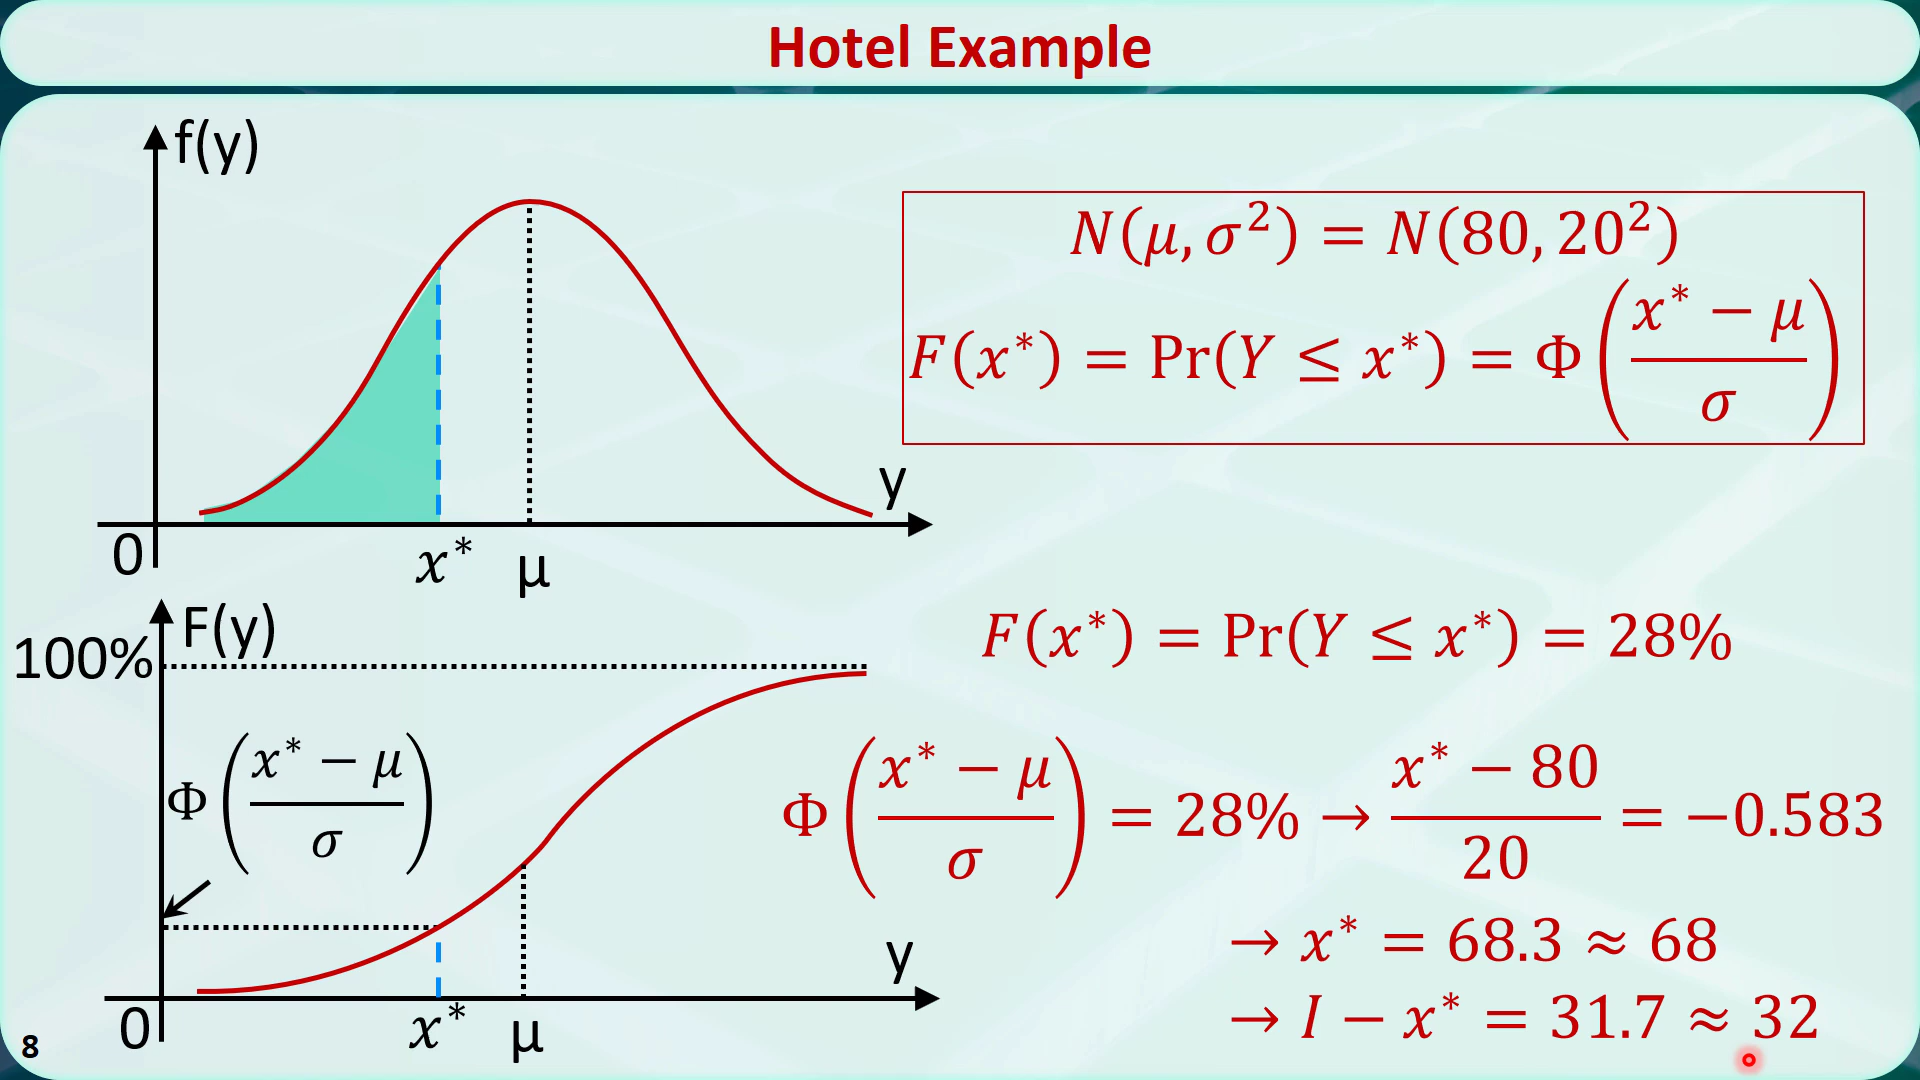 Hotel Example
f(y)
y
0
x* μ
N(μ, σ²) = N(80, 20²)
F(x*) = Pr(Y ≤ x*) = Φ((x* − μ)/σ)
F(y)
100%
Φ((x* − μ)/σ)
y
0
x* μ
F(x*) = Pr(Y ≤ x*) = 28%
Φ((x* − μ)/σ) = 28% → (x* − 80)/20 = −0.583
→ x* = 68.3 ≈ 68
→ I − x* = 31.7 ≈ 32
8